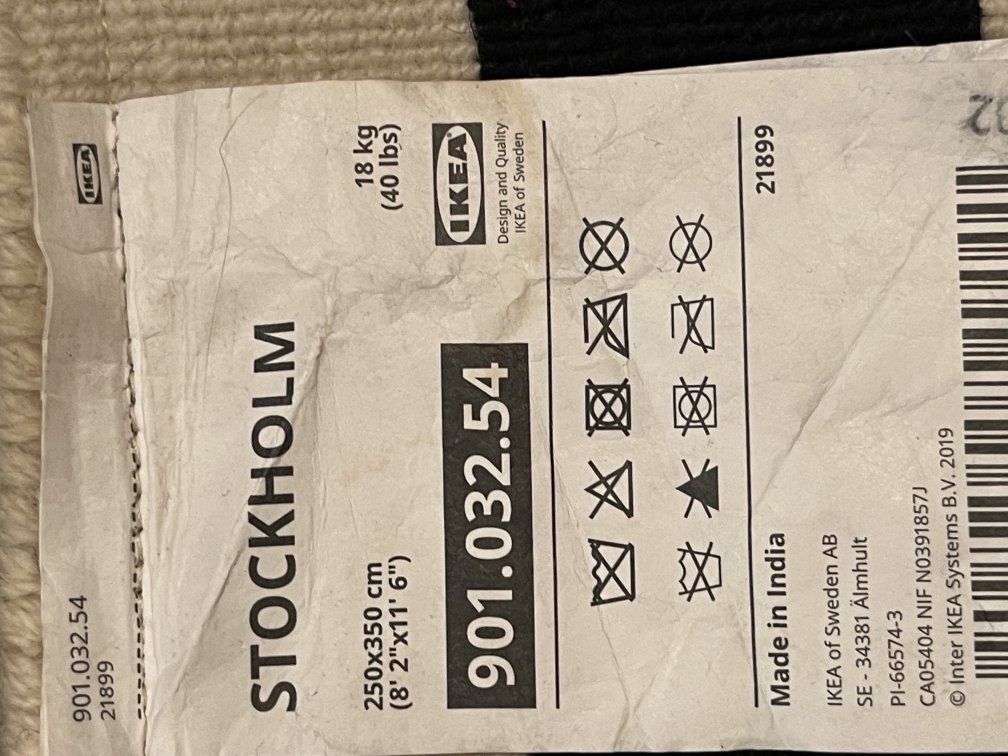 901.032.54
21899
IKEA
STOCKHOLM
250x350 cm
(8' 2"x11' 6")
18 kg
(40 lbs)
901.032.54
IKEA®
Design and Quality
IKEA of Sweden
Made in India
21899
IKEA of Sweden AB
SE - 34381 Älmhult
PI-66574-3
CA05404 NIF N0391857J
© Inter IKEA Systems B.V. 2019